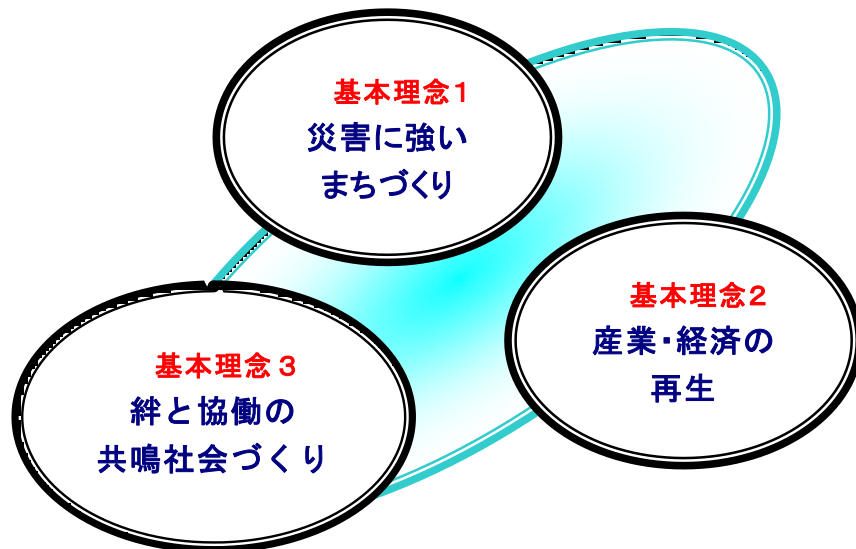 基本理念1
災害に強い
まちづくり
基本理念2
産業・経済の
再生
基本理念3
絆と協働の
共鳴社会づくり